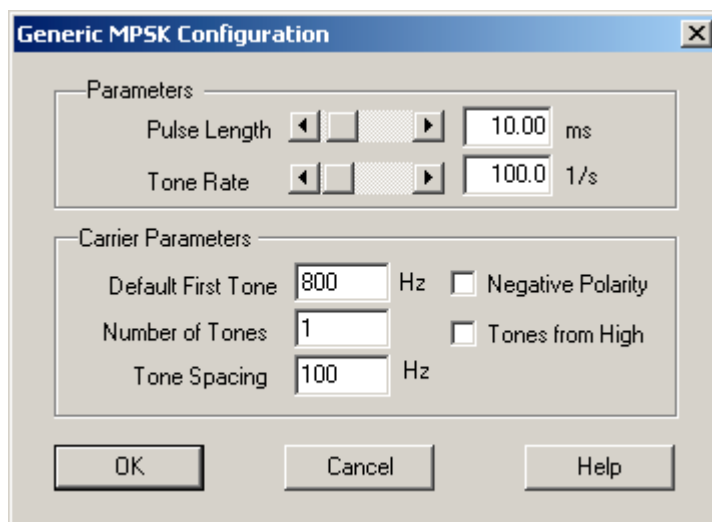 Generic MPSK Configuration
Parameters
Pulse Length 10.00 ms
Tone Rate 100.0 1/s
Carrier Parameters
Default First Tone 800 Hz Negative Polarity
Number of Tones 1 Tones from High
Tone Spacing 100 Hz
OK Cancel Help